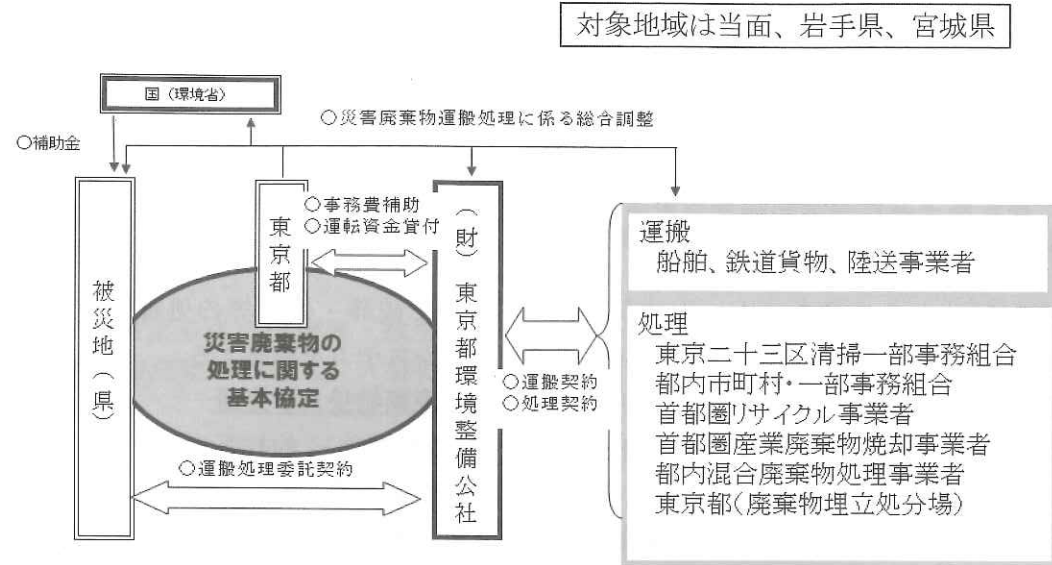 対象地域は当面、岩手県、宮城県
国（環境省）
○災害廃棄物運搬処理に係る総合調整
○補助金
被災地（県）
東京都
○事務費補助
○運転資金貸付
（財）東京都環境整備公社
災害廃棄物の
処理に関する
基本協定
○運搬処理委託契約
○運搬契約
○処理契約
運搬
船舶、鉄道貨物、陸送事業者
処理
東京二十三区清掃一部事務組合
都内市町村・一部事務組合
首都圏リサイクル事業者
首都圏産業廃棄物焼却事業者
都内混合廃棄物処理事業者
東京都（廃棄物埋立処分場）